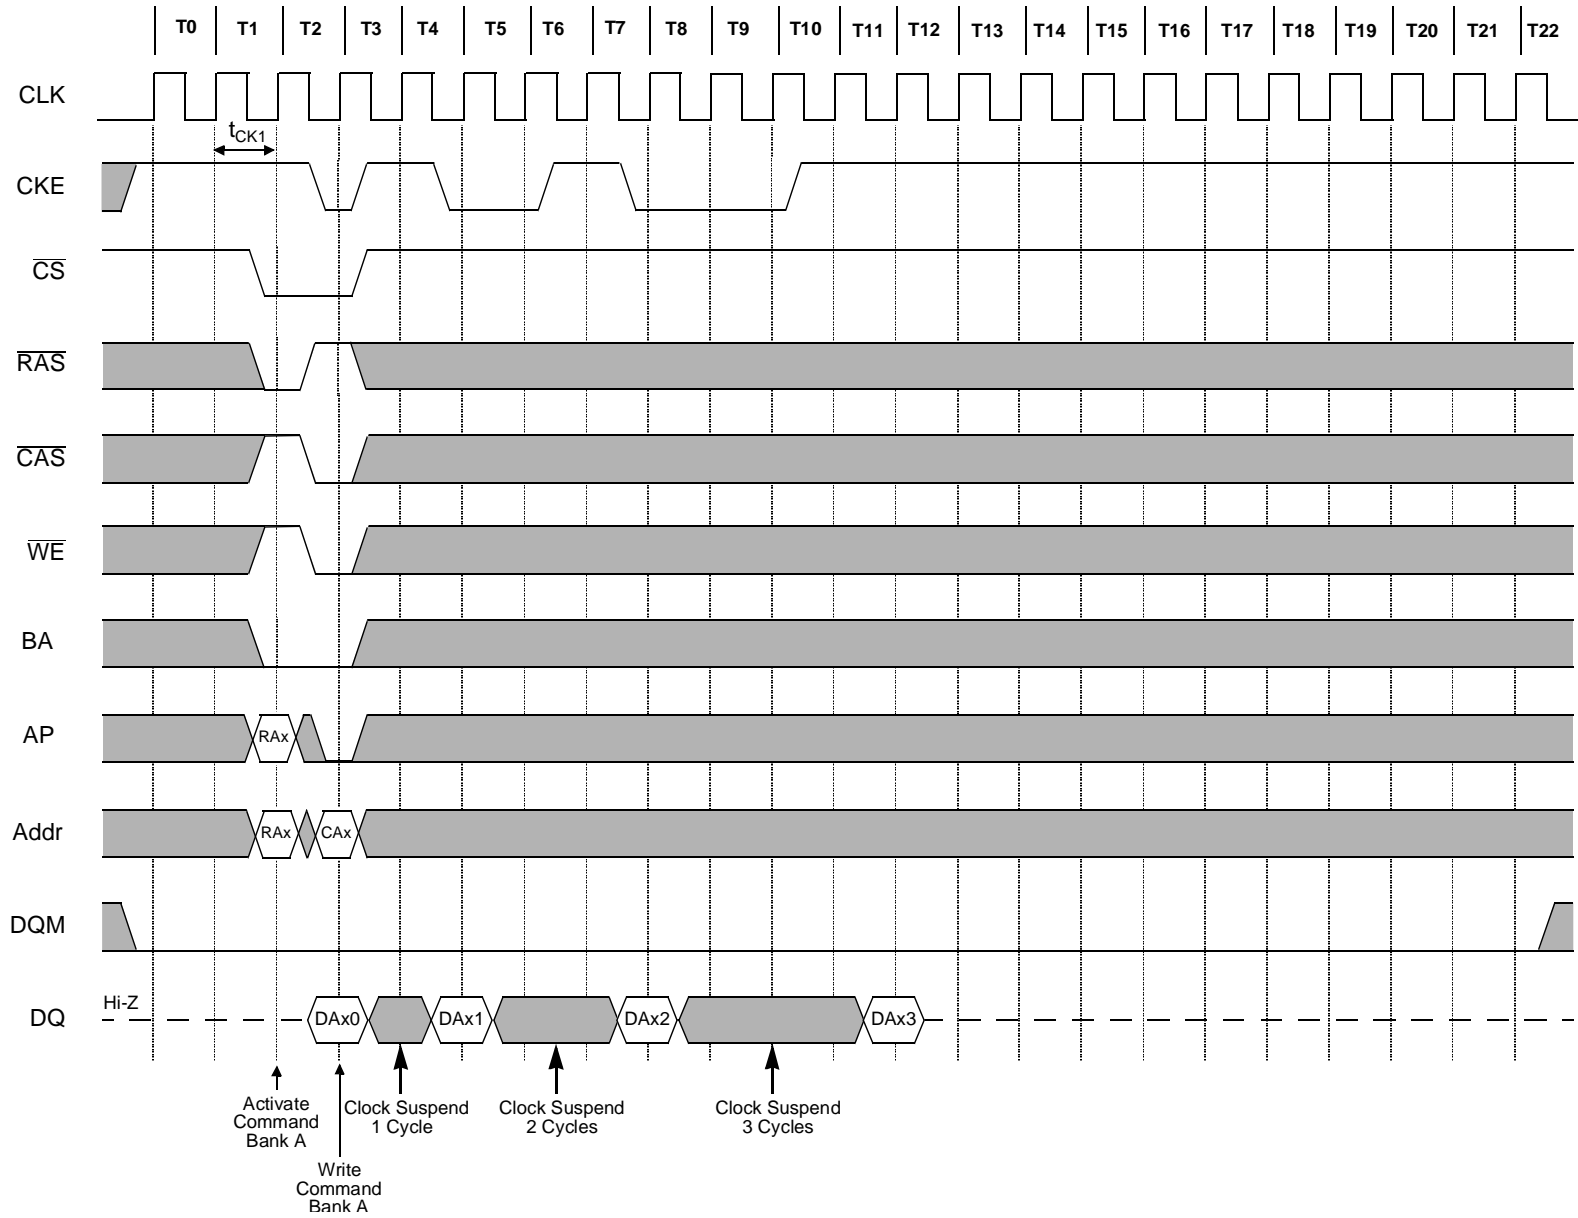 T0 T1 T2 T3 T4 T5 T6 T7 T8 T9 T10 T11 T12 T13 T14 T15 T16 T17 T18 T19 T20 T21 T22
CLK
tCK1
CKE
CS
RAS
CAS
WE
BA
AP
RAx
Addr
RAx CAx
DQM
Hi-Z
DQ
DAx0 DAx1 DAx2 DAx3
Activate
Command
Bank A
Write
Command
Bank A
Clock Suspend
1 Cycle
Clock Suspend
2 Cycles
Clock Suspend
3 Cycles